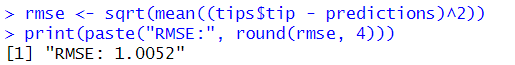 > rmse <- sqrt(mean((tips$tip - predictions)^2))
> print(paste("RMSE:", round(rmse, 4)))
[1] "RMSE: 1.0052"